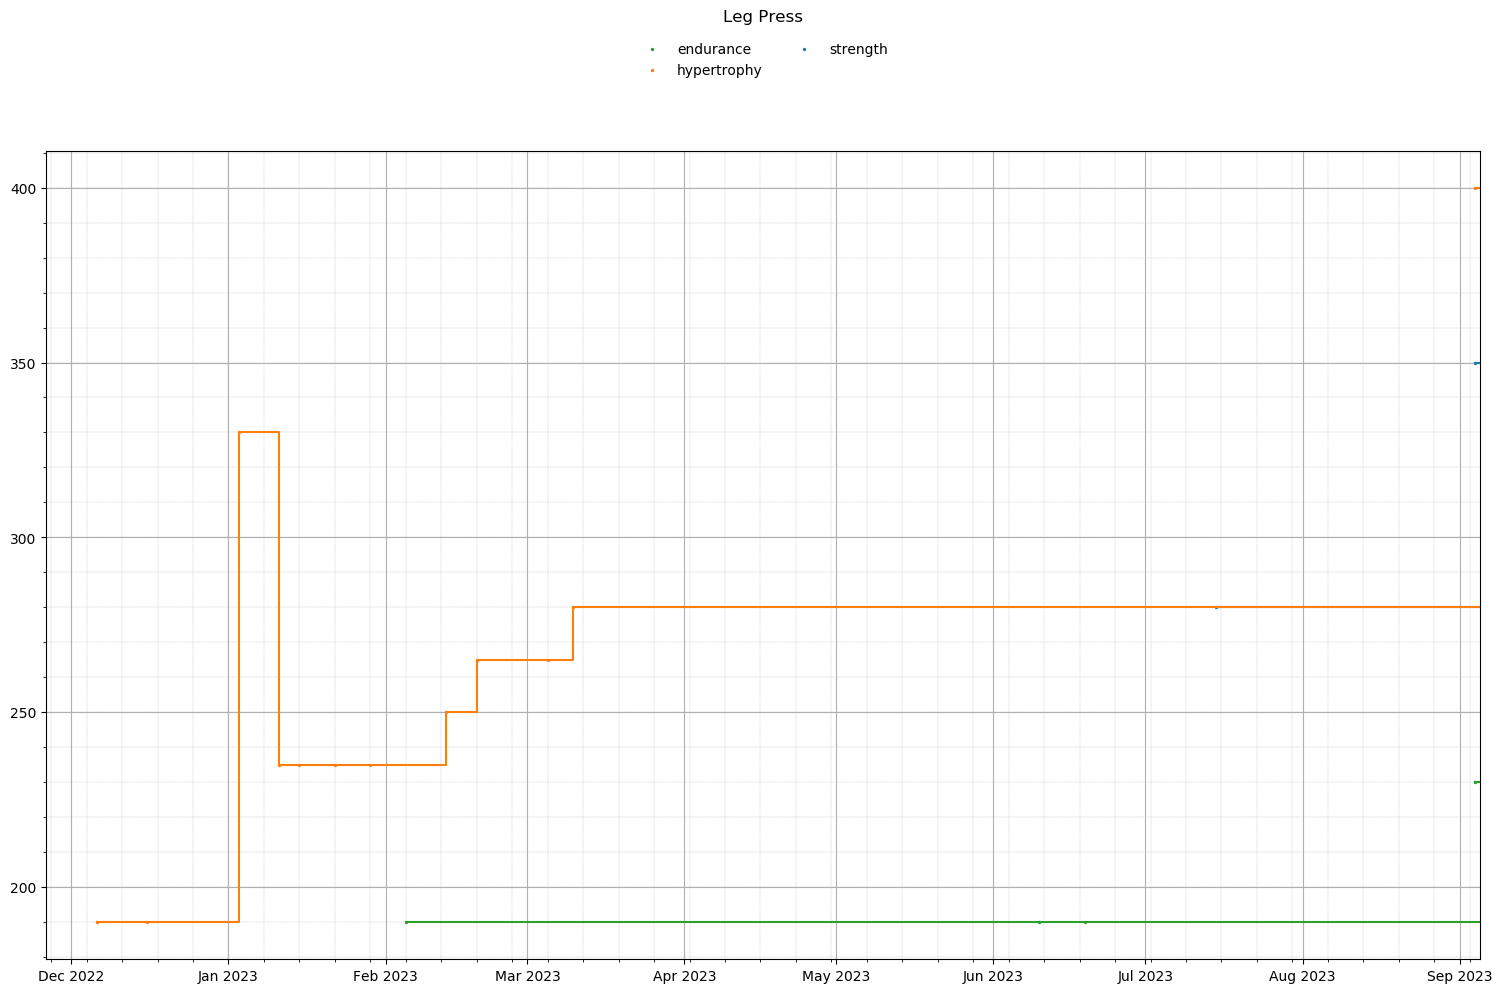 Leg Press
endurance
strength
hypertrophy
400
350
300
250
200
Dec 2022
Jan 2023
Feb 2023
Mar 2023
Apr 2023
May 2023
Jun 2023
Jul 2023
Aug 2023
Sep 2023